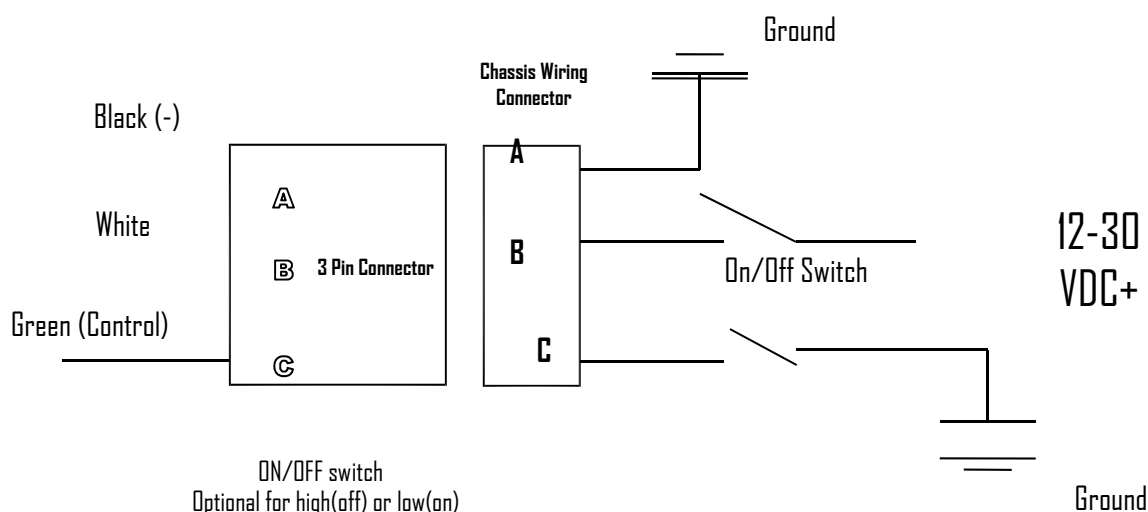 Ground
Chassis Wiring
Connector
Black (-)
A
A
White
B
3 Pin Connector
B
On/Off Switch
12-30
VDC+
Green (Control)
C
C
ON/OFF switch
Optional for high(off) or low(on)
Ground